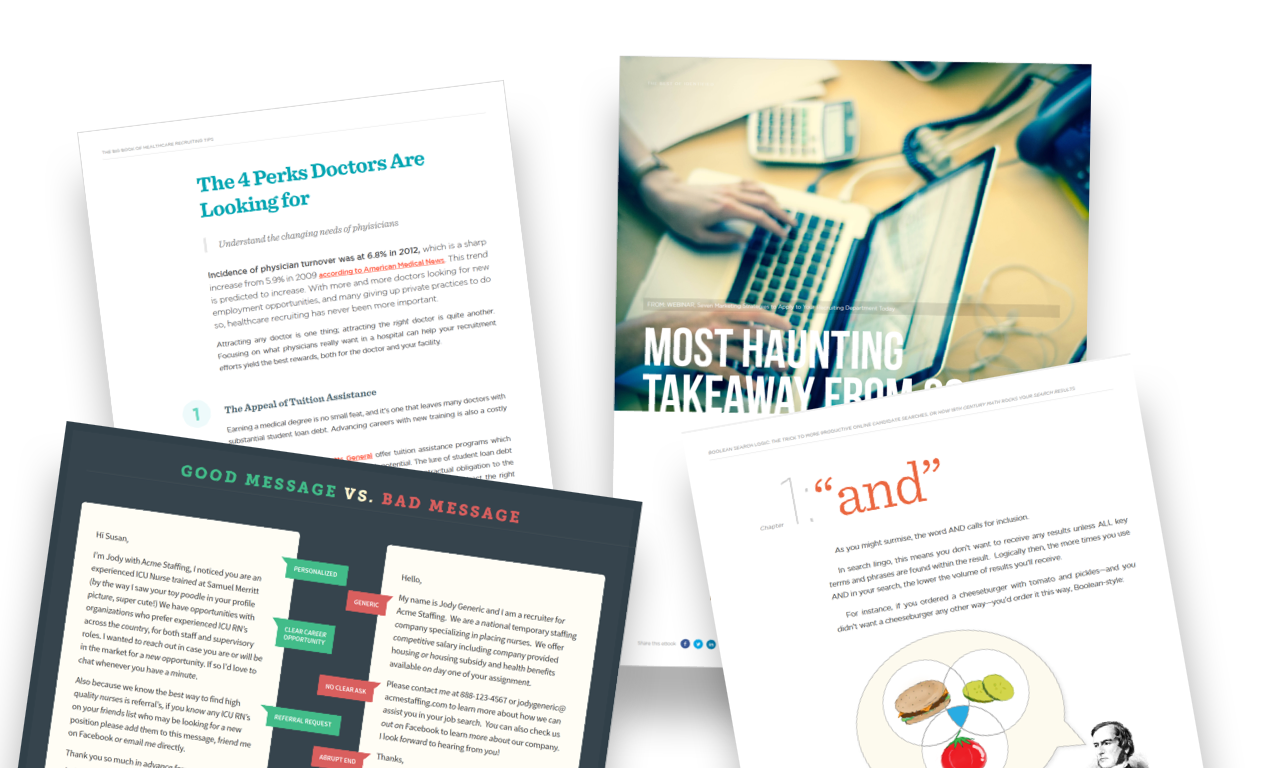 THE BIG BOOK OF HEALTHCARE RECRUITING TIPS
The 4 Perks Doctors Are
Looking for
Understand the changing needs of phyisicians
Incidence of physician turnover was at 6.8% in 2012, which is a sharp
increase from 5.9% in 2009 according to American Medical News. This trend
is predicted to increase. With more and more doctors looking for new
employment opportunities, and many giving up private practices to do
so, healthcare recruiting has never been more important.
Attracting any doctor is one thing; attracting the right doctor is quite another.
Focusing on what physicians really want in a hospital can help your recruitment
efforts yield the best rewards, both for the doctor and your facility.
1
The Appeal of Tuition Assistance
Earning a medical degree is no small feat, and it's one that leaves many doctors with
substantial student loan debt. Advancing careers with new training is also a costly
General offer tuition assistance programs which
potential. The lure of student loan debt
obligation to the
the right
FROM: WEBINAR, Seven Marketing Strategies to Apply to Your Recruiting Department Today
MOST HAUNTING
TAKEAWAY FROM
Share this ebook
GOOD MESSAGE VS. BAD MESSAGE
Hi Susan,
I'm Jody with Acme Staffing, I noticed you are an
experienced ICU Nurse trained at Samuel Merritt
(by the way I saw your toy poodle in your profile
picture, super cute!) We have opportunities with
organizations who prefer experienced ICU RN's
across the country, for both staff and supervisory
roles. I wanted to reach out in case you are or will be
in the market for a new opportunity. If so I'd love to
chat whenever you have a minute.
Also because we know the best way to find high
quality nurses is referral's, if you know any ICU RN's
on your friends list who may be looking for a new
position please add them to this message, friend me
on Facebook or email me directly.
Thank you so much in advance for
PERSONALIZED
GENERIC
CLEAR CAREER
OPPORTUNITY
NO CLEAR ASK
REFERRAL REQUEST
ABRUPT END
Hello,
My name is Jody Generic and I am a recruiter for
Acme Staffing. We are a national temporary staffing
company specializing in placing nurses. We offer
competitive salary including company provided
housing or housing subsidy and health benefits
available on day one of your assignment.
Please contact me at 888-123-4567 or jodygeneric@
acmestaffing.com to learn more about how we can
assist you in your job search. You can also check us
out on Facebook to learn more about our company.
I look forward to hearing from you!
Thanks,
BOOLEAN SEARCH USING: THE TRICK TO MORE PRODUCTIVE ONLINE CANDIDATE SEARCHES. OR HOW 19TH CENTURY MATH ROCKS YOUR SEARCH RESULTS
Chapter 1: “and”
As you might surmise, the word AND calls for inclusion.
In search lingo, this means you don't want to receive any results unless ALL key
terms and phrases are found within the result. Logically then, the more times you use
AND in your search, the lower the volume of results you'll receive.
For instance, if you ordered a cheeseburger with tomato and pickles—and you
didn't want a cheeseburger any other way—you'd order it this way, Boolean-style